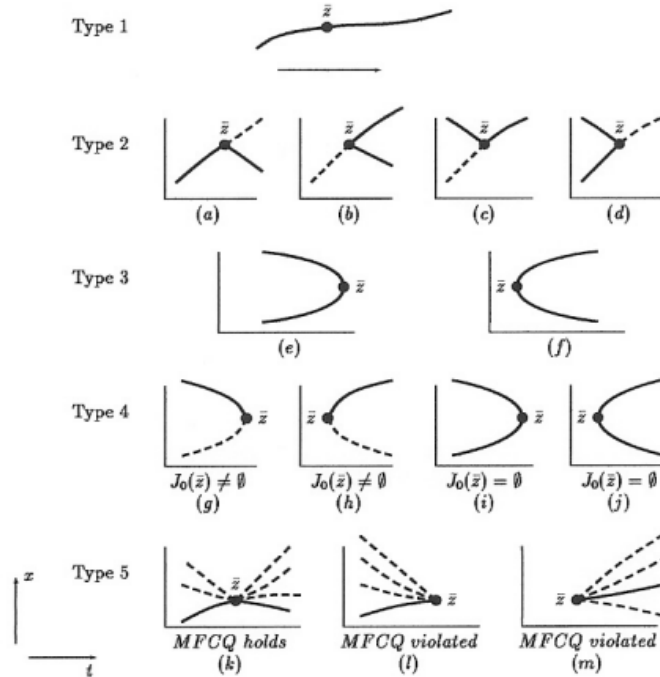 Type 1
z̄
Type 2
z̄ z̄ z̄ z̄
(a) (b) (c) (d)
Type 3
z̄ z̄
(e) (f)
Type 4
z̄ z̄ z̄ z̄
J₀(z̄) ≠ ∅ J₀(z̄) ≠ ∅ J₀(z̄) = ∅ J₀(z̄) = ∅
(g) (h) (i) (j)
Type 5
z̄ z̄ z̄
x
MFCQ holds MFCQ violated MFCQ violated
t
(k) (l) (m)